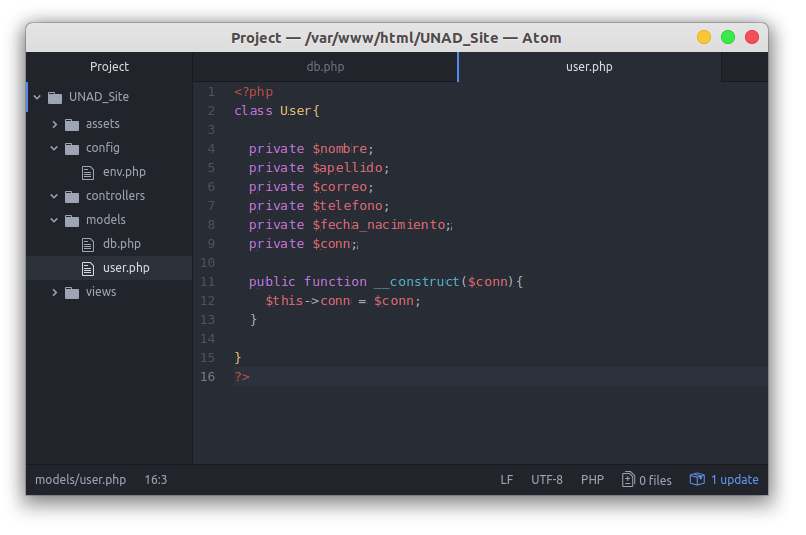 Project — /var/www/html/UNAD_Site — Atom
Project
UNAD_Site
assets
config
env.php
controllers
models
db.php
user.php
views
db.php
user.php
1 <?php
2 class User{
3
4 private $nombre;
5 private $apellido;
6 private $correo;
7 private $telefono;
8 private $fecha_nacimiento;
9 private $conn;
10
11 public function __construct($conn){
12 $this->conn = $conn;
13 }
14
15 }
16 ?>
models/user.php 16:3 LF UTF-8 PHP 0 files 1 update